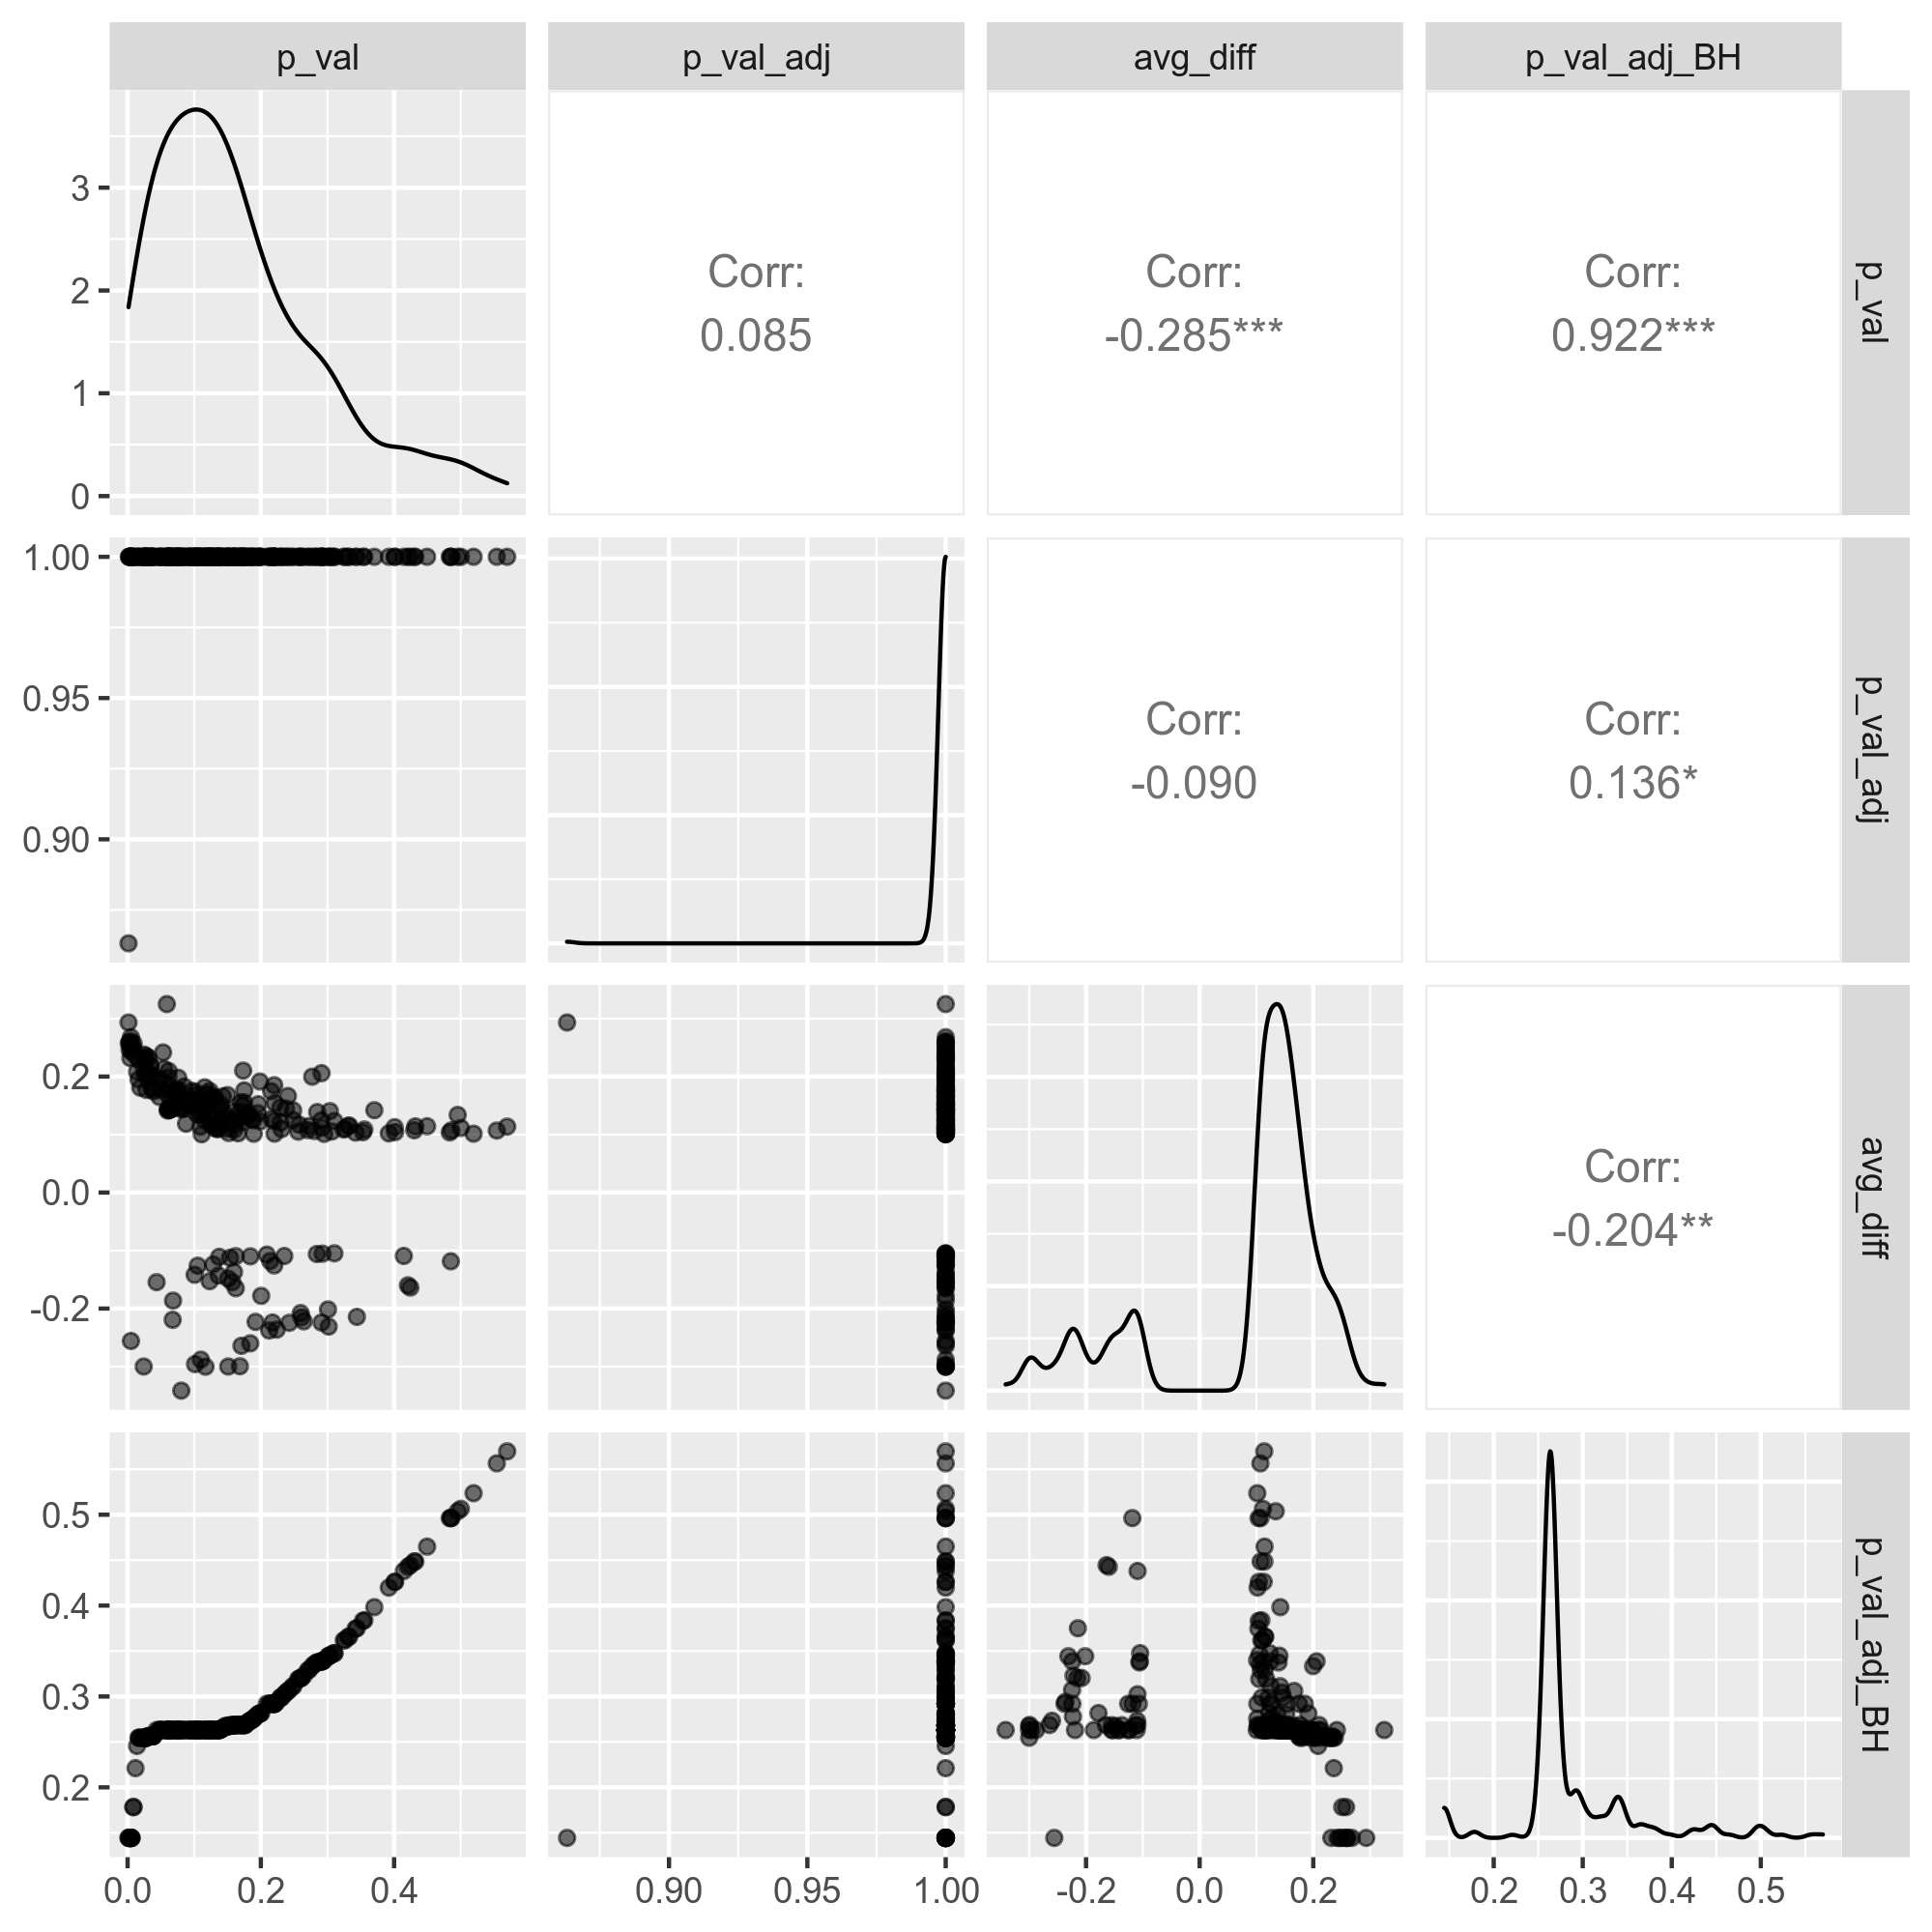 p_val p_val_adj avg_diff p_val_adj_BH
3
2
1
0
Corr:
0.085
Corr:
-0.285***
Corr:
0.922***
p_val
1.00
0.95
0.90
Corr:
-0.090
Corr:
0.136*
p_val_adj
0.2
0.0
-0.2
Corr:
-0.204**
avg_diff
0.5
0.4
0.3
0.2
p_val_adj_BH
0.0 0.2 0.4 0.90 0.95 1.00 -0.2 0.0 0.2 0.2 0.3 0.4 0.5